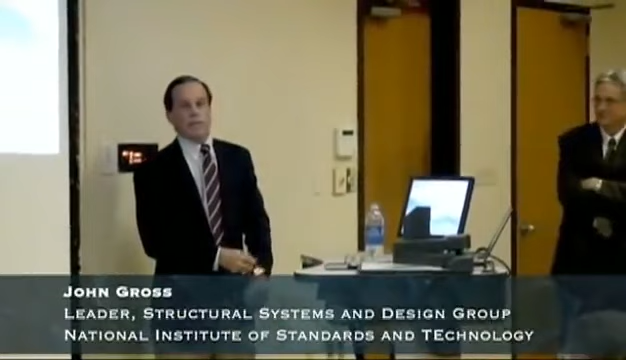 John Gross
Leader, Structural Systems and Design Group
National Institute of Standards and TEchnology